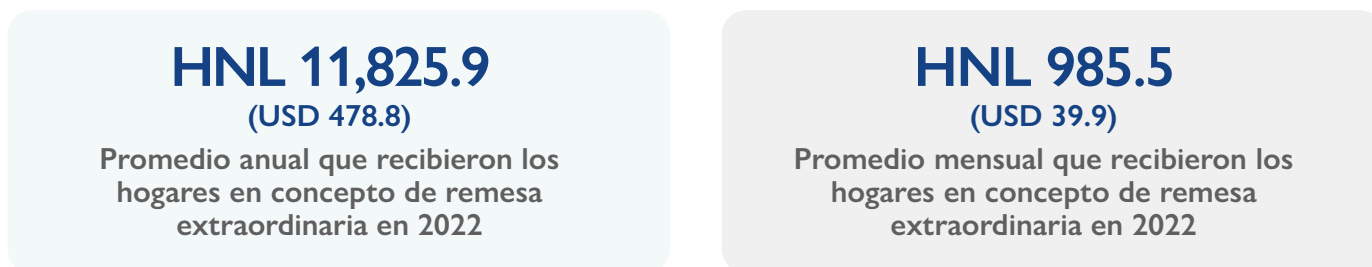 HNL 11,825.9
(USD 478.8)
Promedio anual que recibieron los
hogares en concepto de remesa
extraordinaria en 2022
HNL 985.5
(USD 39.9)
Promedio mensual que recibieron los
hogares en concepto de remesa
extraordinaria en 2022